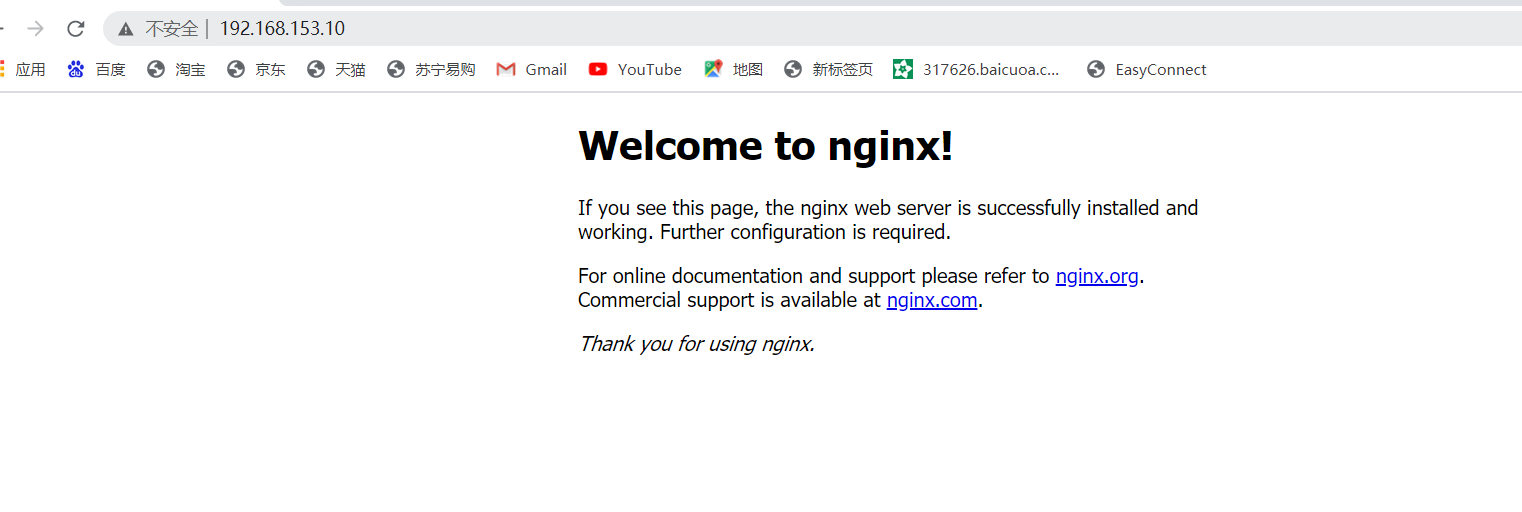 不安全 | 192.168.153.10
应用 百度 淘宝 京东 天猫 苏宁易购 Gmail YouTube 地图 新标签页 317626.baicuoa.c... EasyConnect
Welcome to nginx!
If you see this page, the nginx web server is successfully installed and
working. Further configuration is required.
For online documentation and support please refer to nginx.org.
Commercial support is available at nginx.com.
Thank you for using nginx.